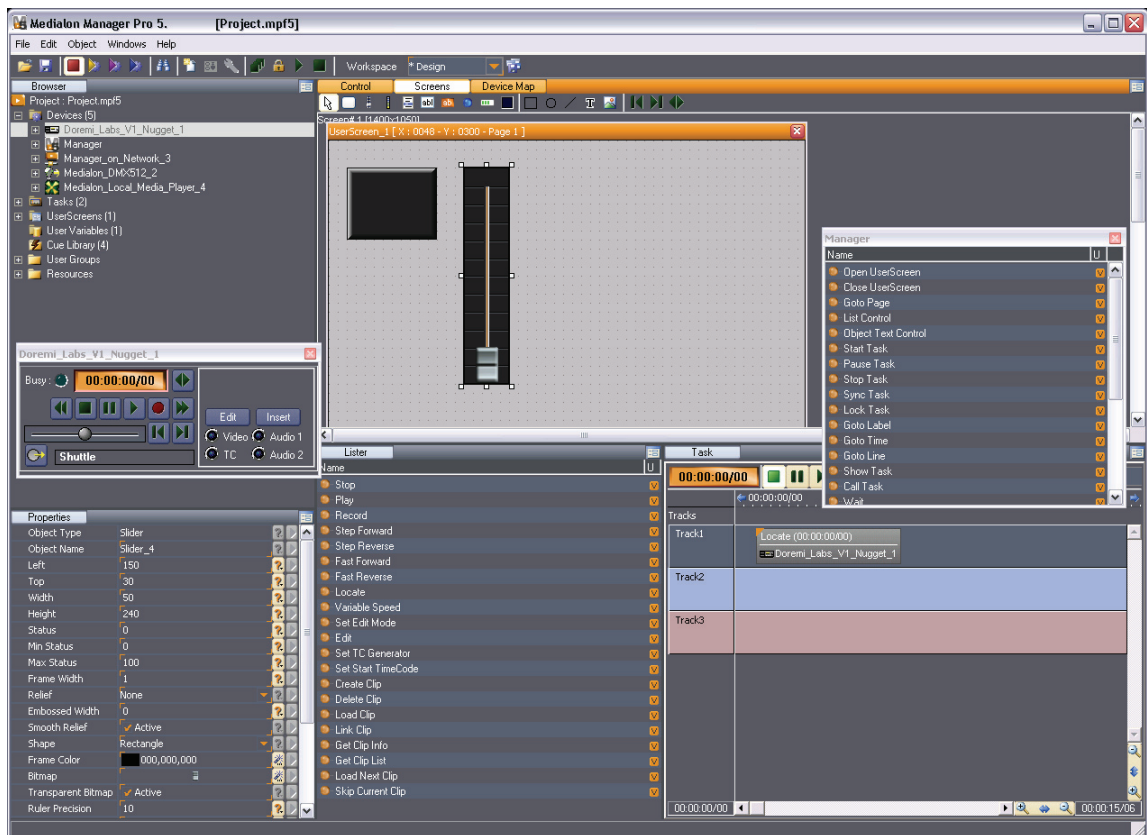 Medialon Manager Pro 5. [Project.mpf5]
File Edit Object Windows Help
Workspace * Design
Browser
Project : Project.mpf5
Devices (5)
Doremi_Labs_V1_Nugget_1
Manager
Manager_on_Network_3
Medialon_DMX512_2
Medialon_Local_Media_Player_4
Tasks (2)
UserScreens (1)
User Variables (1)
Cue Library (4)
User Groups
Resources
Control Screens Device Map
abl ab
Screen# 1 [1400x1050]
UserScreen_1 [ X : 0048 - Y : 0300 - Page 1 ]
Manager
Name U
Open UserScreen V
Close UserScreen V
Goto Page V
List Control V
Object Text Control V
Start Task V
Pause Task V
Stop Task V
Sync Task V
Lock Task V
Goto Label V
Goto Time V
Goto Line V
Show Task V
Call Task V
Wait V
Doremi_Labs_V1_Nugget_1
Busy : 00:00:00/00
Edit Insert
Video Audio 1
TC Audio 2
Shuttle
Properties
Object Type Slider
Object Name Slider_4
Left 150
Top 30
Width 50
Height 240
Status 0
Min Status 0
Max Status 100
Frame Width 1
Relief None
Embossed Width 0
Smooth Relief Active
Shape Rectangle
Frame Color 000,000,000
Bitmap
Transparent Bitmap Active
Ruler Precision 10
Lister
Name U
Stop V
Play V
Record V
Step Forward V
Step Reverse V
Fast Forward V
Fast Reverse V
Locate V
Variable Speed V
Set Edit Mode V
Edit V
Set TC Generator V
Set Start TimeCode V
Create Clip V
Delete Clip V
Load Clip V
Link Clip V
Get Clip Info V
Get Clip List V
Load Next Clip V
Skip Current Clip V
Task
00:00:00/00
00:00:00/00
Tracks
Track1
Locate (00:00:00/00)
Doremi_Labs_V1_Nugget_1
Track2
Track3
00:00:00/00 00:00:15/06